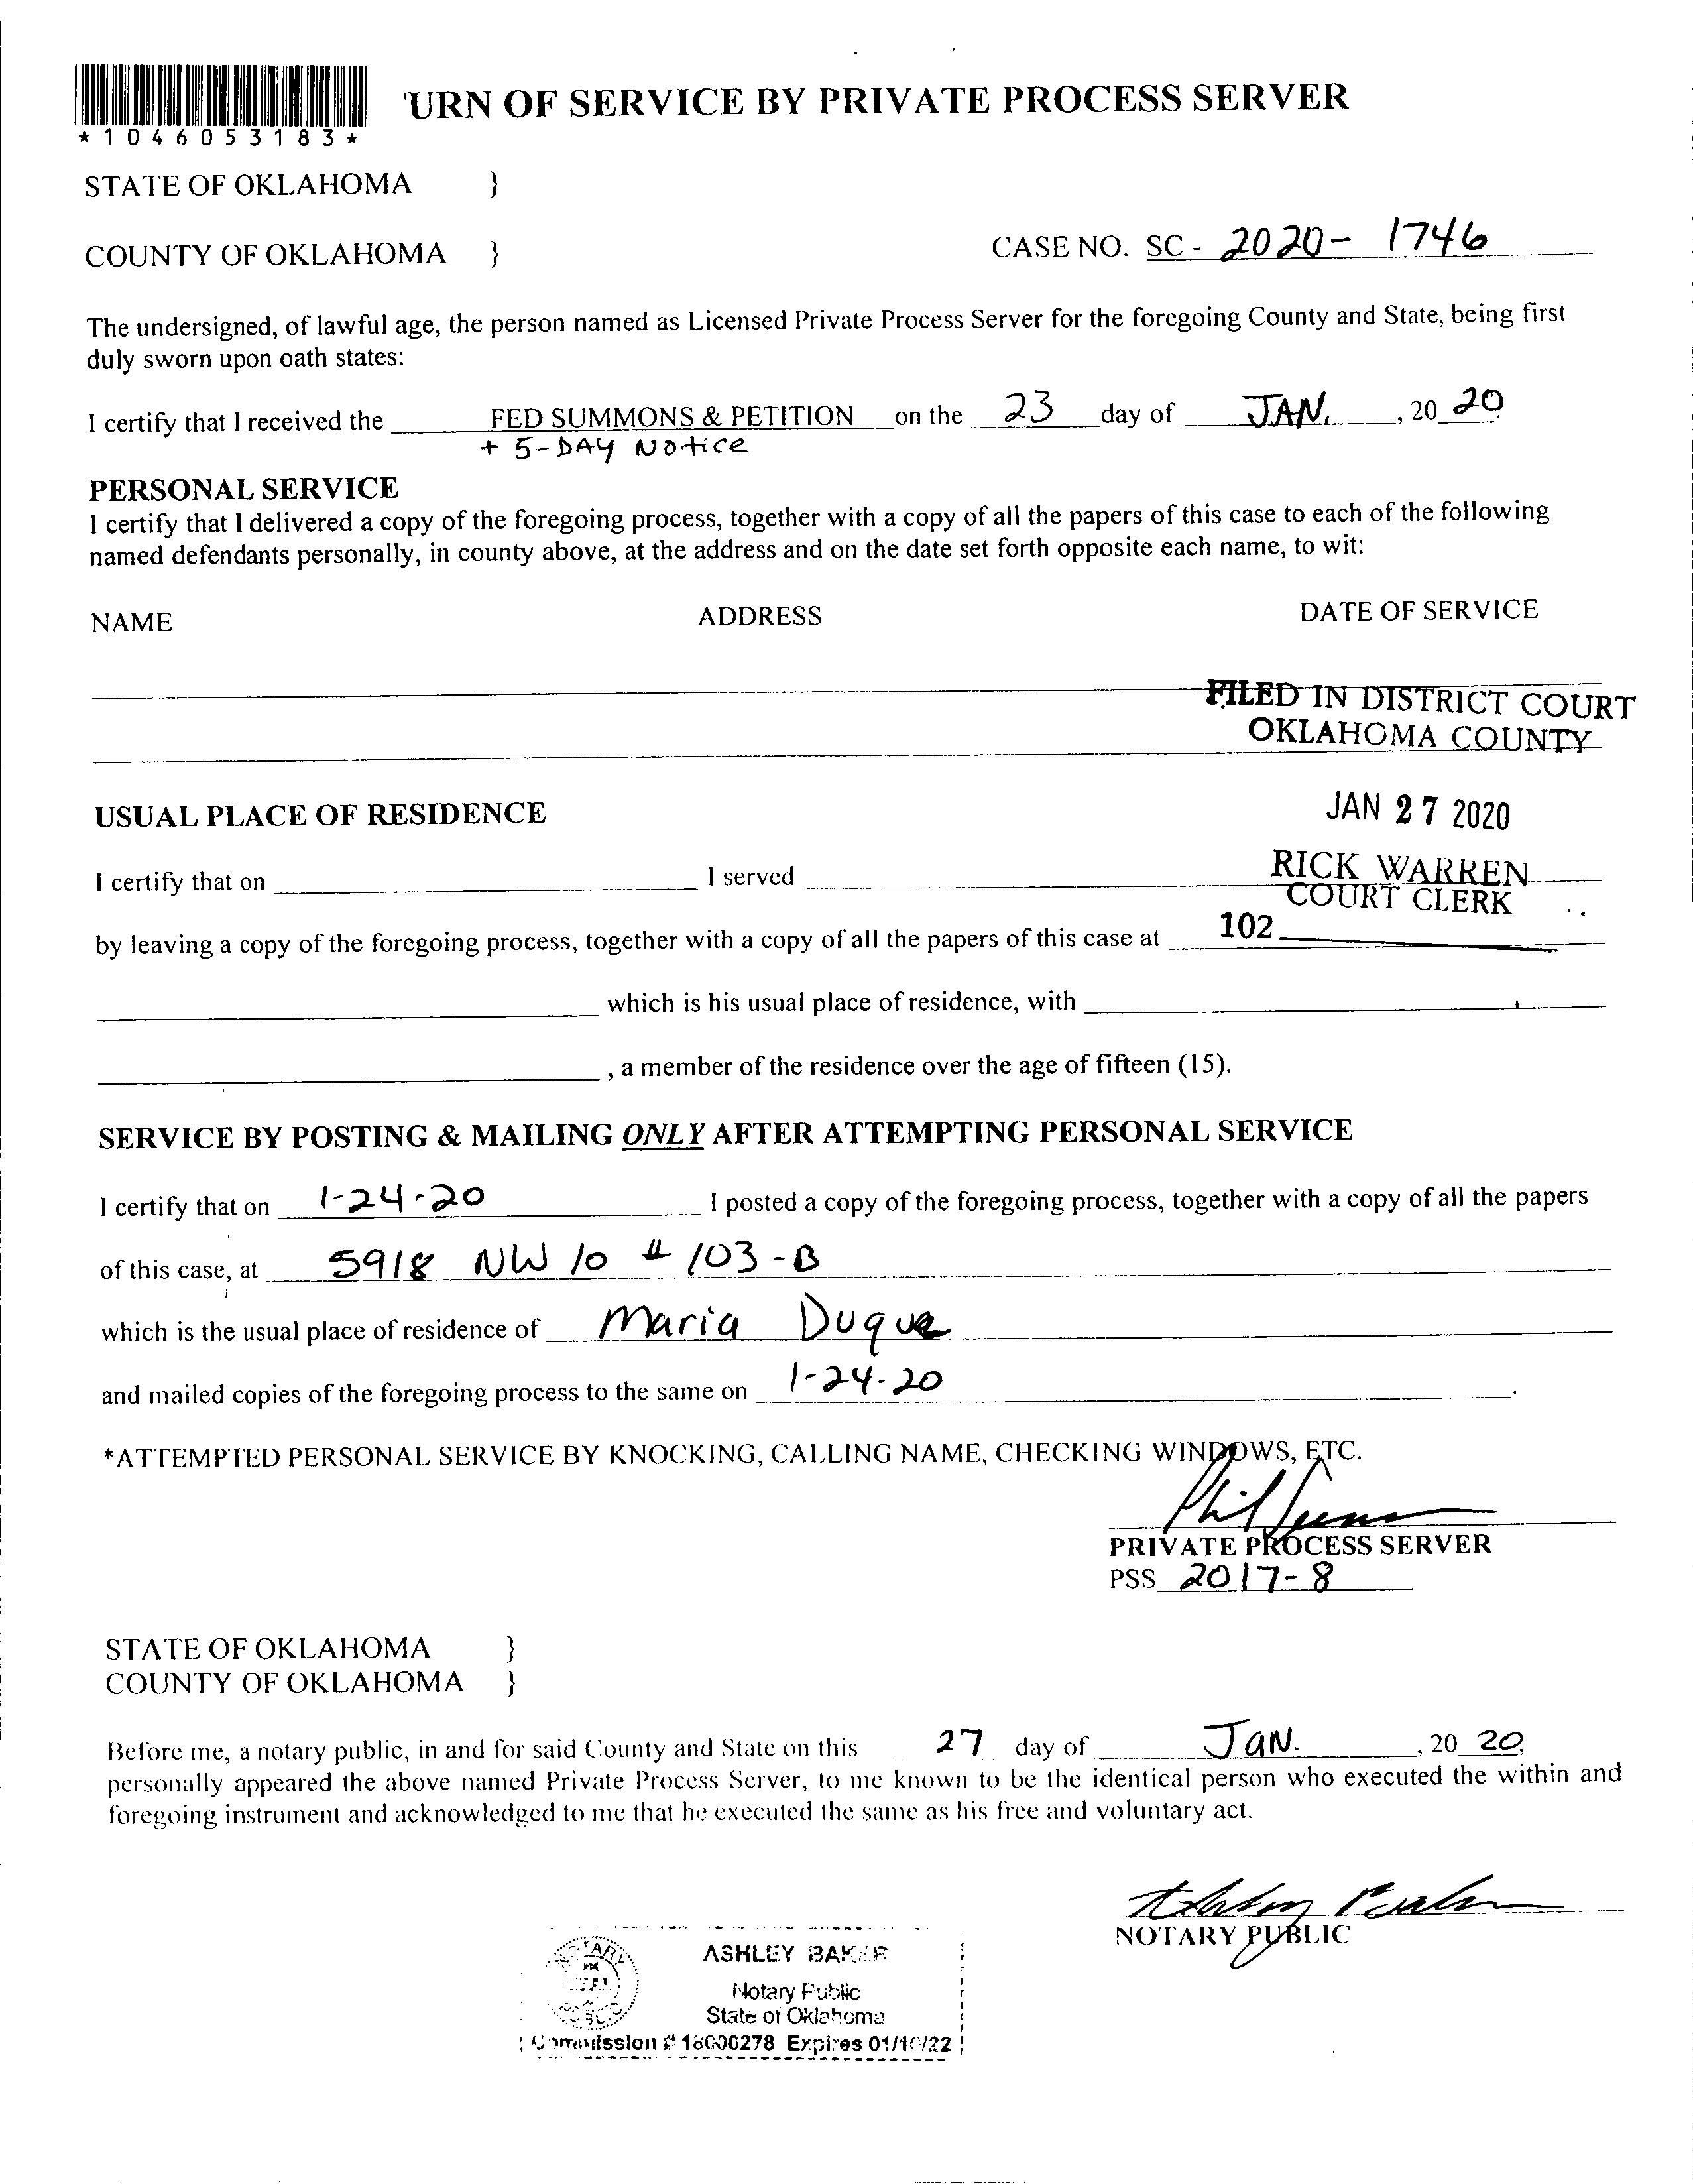 'URN OF SERVICE BY PRIVATE PROCESS SERVER
*1046053183*
STATE OF OKLAHOMA }
COUNTY OF OKLAHOMA } CASE NO. SC - 2020- 1746
The undersigned, of lawful age, the person named as Licensed Private Process Server for the foregoing County and State, being first
duly sworn upon oath states:
I certify that I received the FED SUMMONS & PETITION on the 23 day of JAN. , 20 20
+ 5-DAY Notice
PERSONAL SERVICE
I certify that I delivered a copy of the foregoing process, together with a copy of all the papers of this case to each of the following
named defendants personally, in county above, at the address and on the date set forth opposite each name, to wit:
NAME ADDRESS DATE OF SERVICE
FILED IN DISTRICT COURT
OKLAHOMA COUNTY
USUAL PLACE OF RESIDENCE JAN 27 2020
RICK WARREN
I certify that on I served
COURT CLERK
by leaving a copy of the foregoing process, together with a copy of all the papers of this case at 102
which is his usual place of residence, with
, a member of the residence over the age of fifteen (15).
SERVICE BY POSTING & MAILING ONLY AFTER ATTEMPTING PERSONAL SERVICE
I certify that on 1-24-20 I posted a copy of the foregoing process, together with a copy of all the papers
of this case, at 5918 NW 10 # 103-B
which is the usual place of residence of Maria Duque
and mailed copies of the foregoing process to the same on 1-24-20 .
*ATTEMPTED PERSONAL SERVICE BY KNOCKING, CALLING NAME, CHECKING WINDOWS, ETC.
Phil
PRIVATE PROCESS SERVER
PSS 2017-8
STATE OF OKLAHOMA }
COUNTY OF OKLAHOMA }
Before me, a notary public, in and for said County and State on this 27 day of JAN. , 20 20,
personally appeared the above named Private Process Server, to me known to be the identical person who executed the within and
foregoing instrument and acknowledged to me that he executed the same as his free and voluntary act.
NOTARY PUBLIC
ASHLEY BAKER
Notary Public
State of Oklahoma
Commission # 18000278 Expires